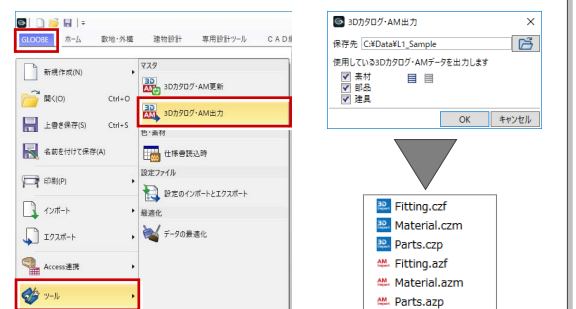 GLOOBE ホーム 敷地・外構 建物設計 専用設計ツール CAD
新規作成(N)
開く(O) Ctrl+O
上書き保存(S) Ctrl+S
名前を付けて保存(A)
印刷(P)
インポート
エクスポート
Access連携
ツール
マスタ
3Dカタログ・AM更新
3Dカタログ・AM出力
色・素材
仕様書読込時
設定ファイル
設定のインポートとエクスポート
最適化
データの最適化
3Dカタログ・AM出力
保存先 C:¥Data¥L1_Sample
使用している3Dカタログ・AMデータを出力します
素材
部品
建具
OK キャンセル
Fitting.czf
Material.czm
Parts.czp
Fitting.azf
Material.azm
Parts.azp